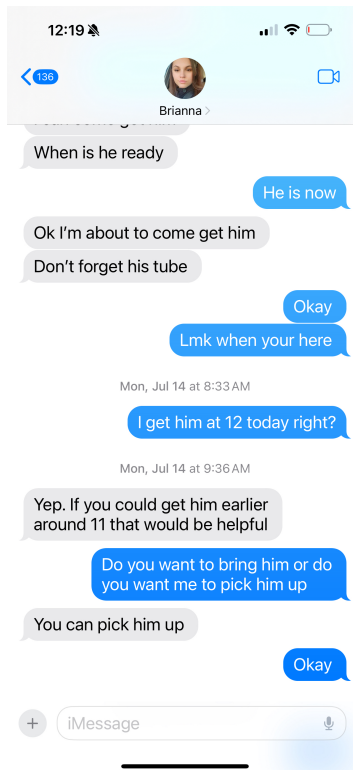 12:19
136
Brianna
When is he ready
He is now
Ok I'm about to come get him
Don't forget his tube
Okay
Lmk when your here
Mon, Jul 14 at 8:33 AM
I get him at 12 today right?
Mon, Jul 14 at 9:36 AM
Yep. If you could get him earlier
around 11 that would be helpful
Do you want to bring him or do
you want me to pick him up
You can pick him up
Okay
iMessage